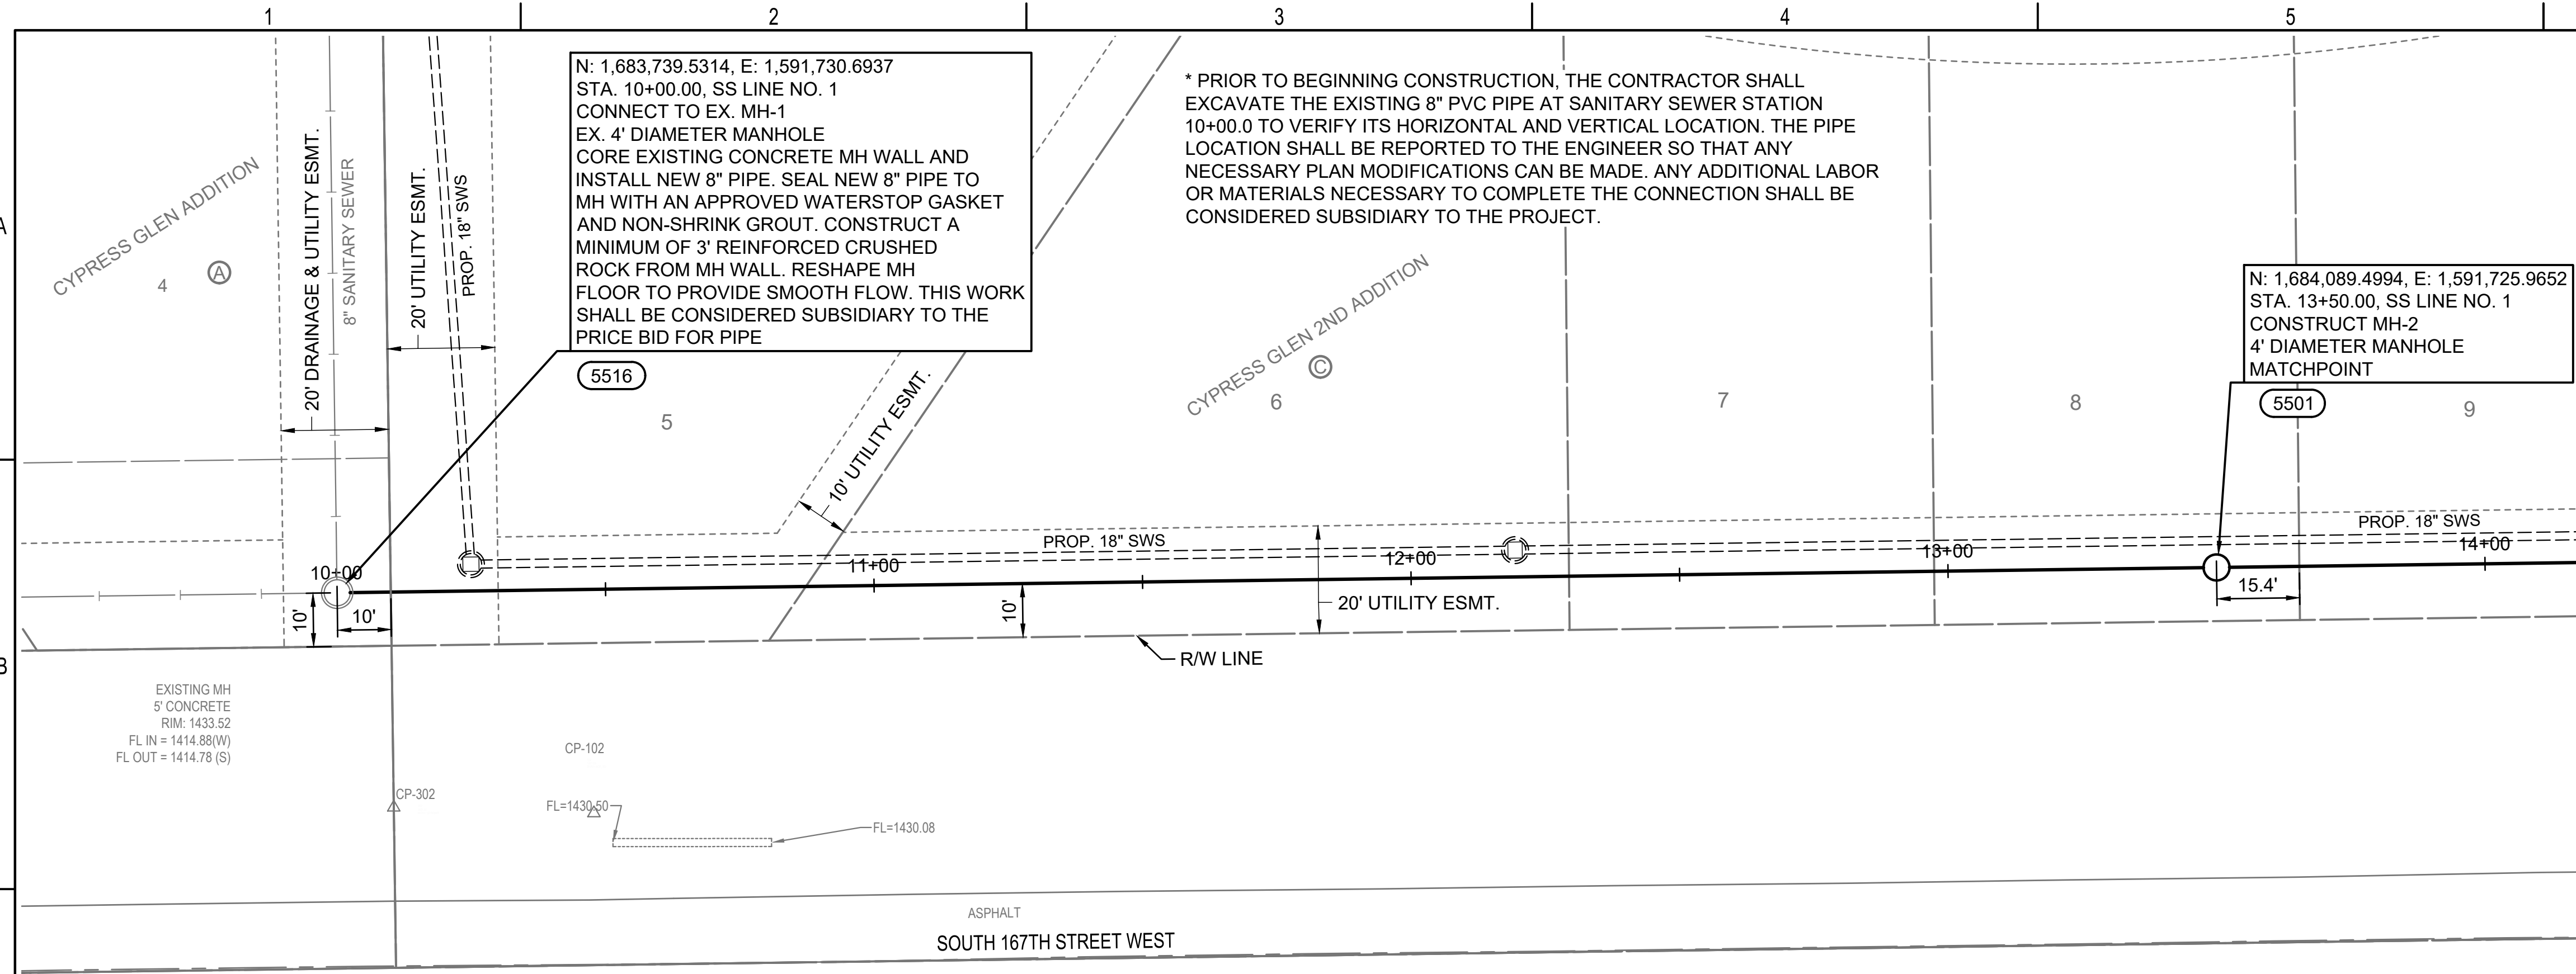 1
2
3
4
5
A
B
N: 1,683,739.5314, E: 1,591,730.6937
STA. 10+00.00, SS LINE NO. 1
CONNECT TO EX. MH-1
EX. 4' DIAMETER MANHOLE
CORE EXISTING CONCRETE MH WALL AND
INSTALL NEW 8" PIPE. SEAL NEW 8" PIPE TO
MH WITH AN APPROVED WATERSTOP GASKET
AND NON-SHRINK GROUT. CONSTRUCT A
MINIMUM OF 3' REINFORCED CRUSHED
ROCK FROM MH WALL. RESHAPE MH
FLOOR TO PROVIDE SMOOTH FLOW. THIS WORK
SHALL BE CONSIDERED SUBSIDIARY TO THE
PRICE BID FOR PIPE
5516
* PRIOR TO BEGINNING CONSTRUCTION, THE CONTRACTOR SHALL
EXCAVATE THE EXISTING 8" PVC PIPE AT SANITARY SEWER STATION
10+00.0 TO VERIFY ITS HORIZONTAL AND VERTICAL LOCATION. THE PIPE
LOCATION SHALL BE REPORTED TO THE ENGINEER SO THAT ANY
NECESSARY PLAN MODIFICATIONS CAN BE MADE. ANY ADDITIONAL LABOR
OR MATERIALS NECESSARY TO COMPLETE THE CONNECTION SHALL BE
CONSIDERED SUBSIDIARY TO THE PROJECT.
N: 1,684,089.4994, E: 1,591,725.9652
STA. 13+50.00, SS LINE NO. 1
CONSTRUCT MH-2
4' DIAMETER MANHOLE
MATCHPOINT
5501
CYPRESS GLEN ADDITION
4
A
20' DRAINAGE & UTILITY ESMT.
8" SANITARY SEWER
20' UTILITY ESMT.
PROP. 18" SWS
5
10' UTILITY ESMT.
CYPRESS GLEN 2ND ADDITION
C
6
7
8
9
PROP. 18" SWS
PROP. 18" SWS
10+00
11+00
12+00
13+00
14+00
10'
10'
10'
20' UTILITY ESMT.
15.4'
R/W LINE
EXISTING MH
5' CONCRETE
RIM: 1433.52
FL IN = 1414.88(W)
FL OUT = 1414.78 (S)
CP-102
CP-302
FL=1430.50
FL=1430.08
ASPHALT
SOUTH 167TH STREET WEST